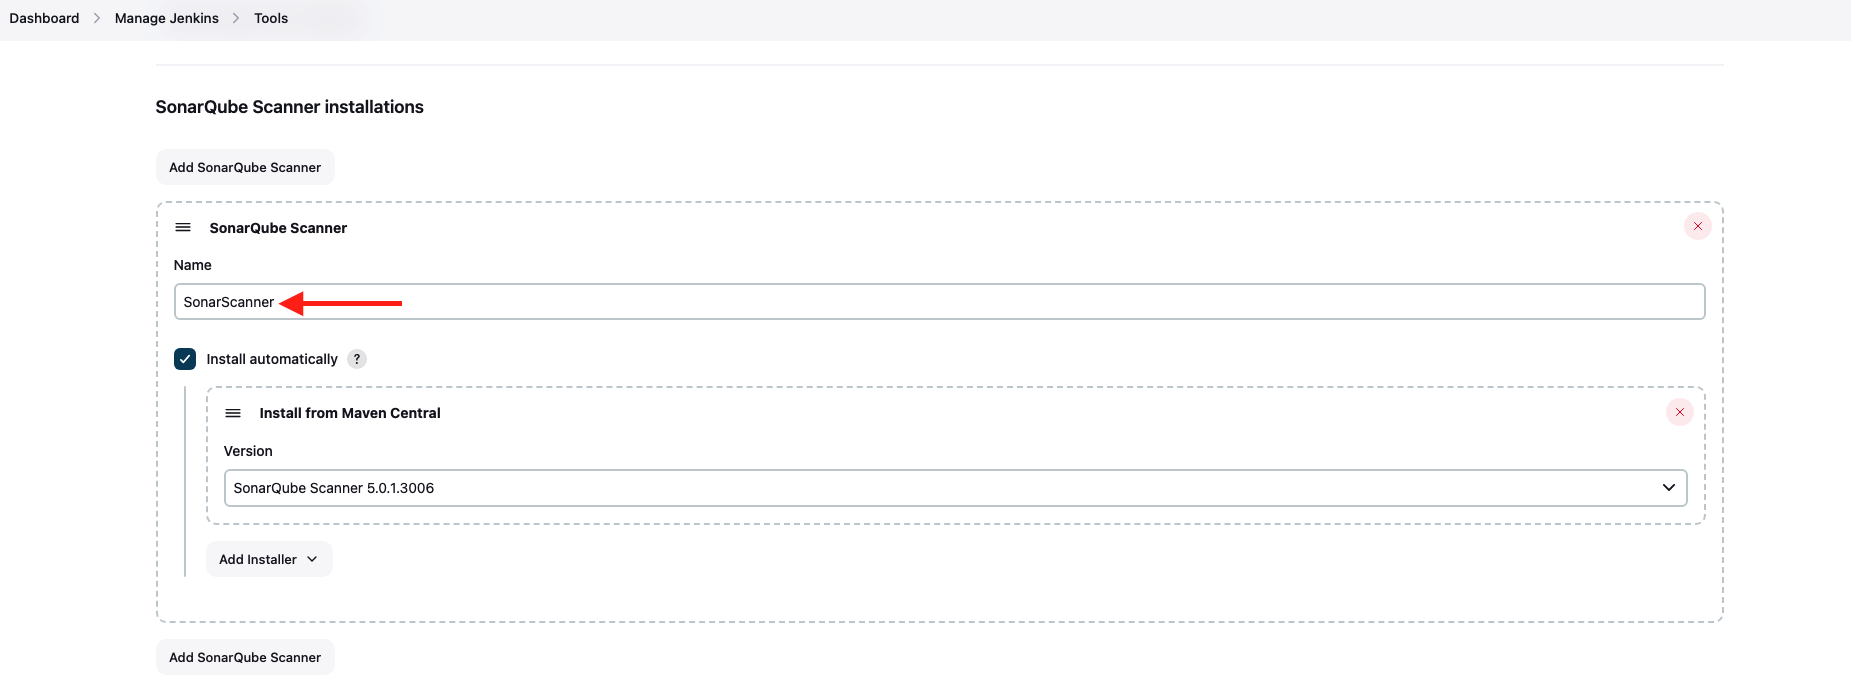 Dashboard > Manage Jenkins > Tools
SonarQube Scanner installations
Add SonarQube Scanner
SonarQube Scanner
Name
SonarScanner
Install automatically ?
Install from Maven Central
Version
SonarQube Scanner 5.0.1.3006
Add Installer
Add SonarQube Scanner